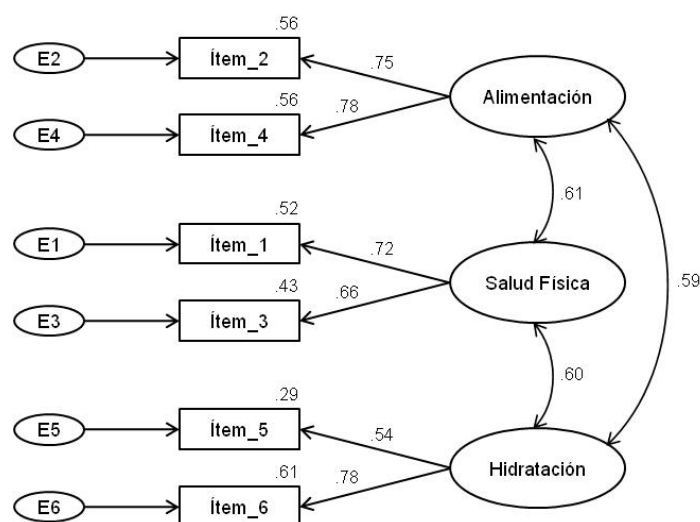 .56
E2
Ítem_2
.75
Alimentación
.56
E4
Ítem_4
.78
.61
.52
E1
Ítem_1
.72
Salud Física
.59
.43
E3
Ítem_3
.66
.60
.29
E5
Ítem_5
.54
Hidratación
.61
E6
Ítem_6
.78